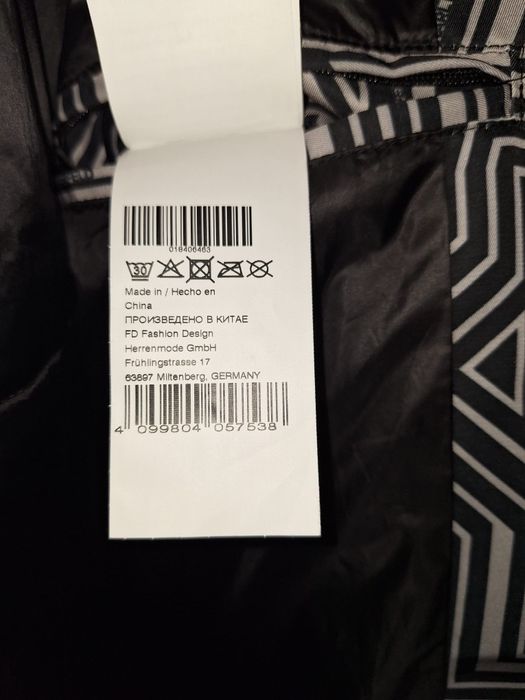 018406463
30
Made in / Hecho en
China
ПРОИЗВЕДЕНО В КИТАЕ
FD Fashion Design
Herrenmode GmbH
Frühlingstrasse 17
63897 Miltenberg, GERMANY
4 099804 057538